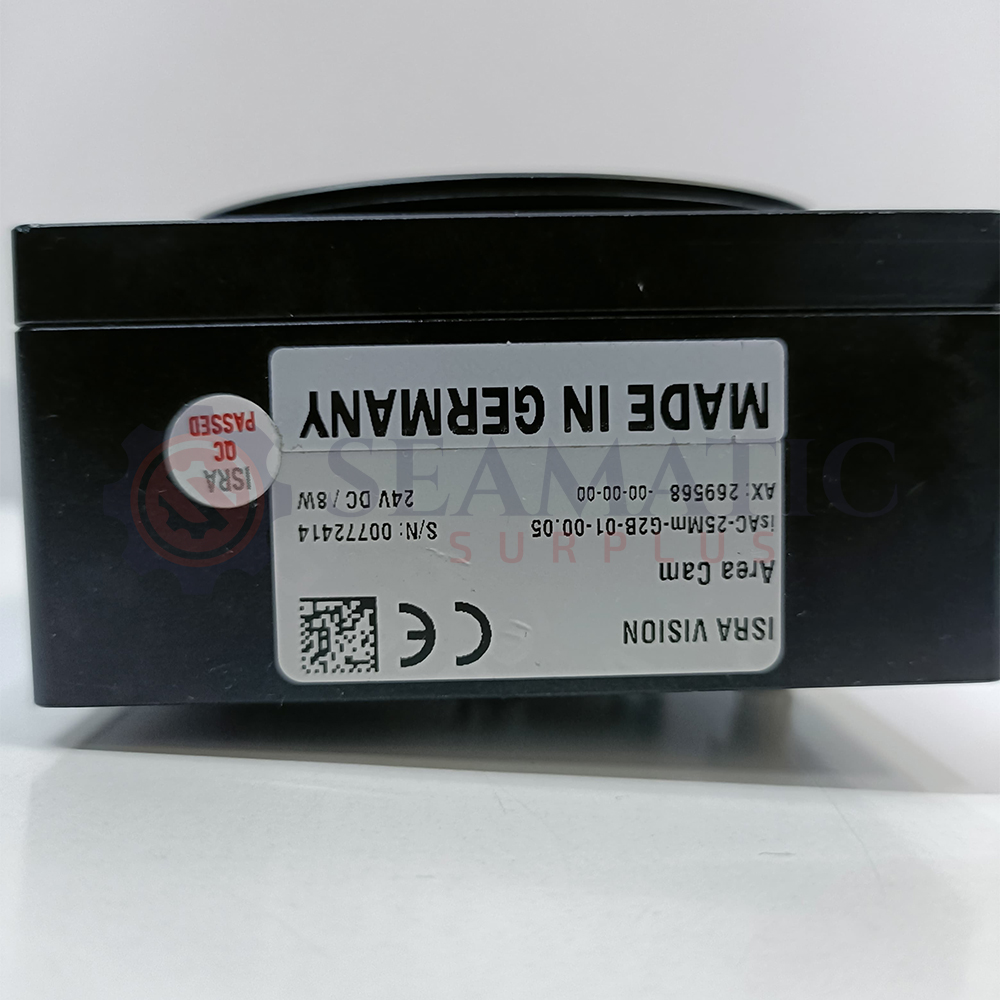 ISRA VISION
Area Cam
isAC-25Mm-G2B-01-00.05 S/N: 00772414
AX: 269568 -00-00-00 24V DC / 8W
MADE IN GERMANY
CE
ISRA
QC
PASSED
SEAMATIC
SURPLUS